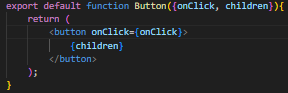 export default function Button({onClick, children}){
    return (
        <button onClick={onClick}>
            {children}
        </button>
    );
}